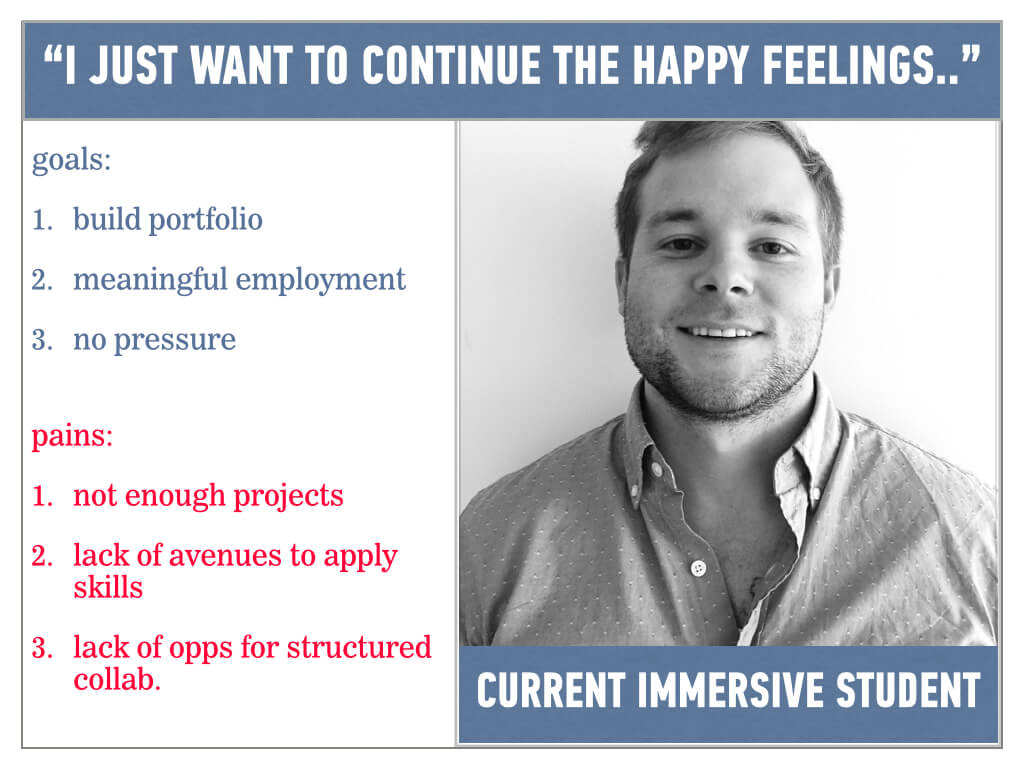 “I JUST WANT TO CONTINUE THE HAPPY FEELINGS..”
goals:
1. build portfolio
2. meaningful employment
3. no pressure
pains:
1. not enough projects
2. lack of avenues to apply
skills
3. lack of opps for structured
collab.
CURRENT IMMERSIVE STUDENT